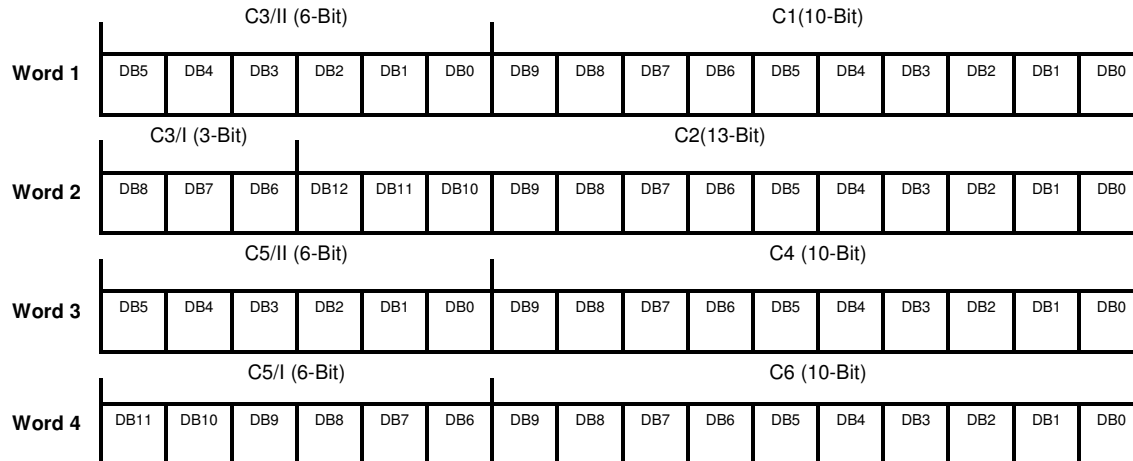 C3/II (6-Bit) C1(10-Bit)
Word 1 DB5 DB4 DB3 DB2 DB1 DB0 DB9 DB8 DB7 DB6 DB5 DB4 DB3 DB2 DB1 DB0
C3/I (3-Bit) C2(13-Bit)
Word 2 DB8 DB7 DB6 DB12 DB11 DB10 DB9 DB8 DB7 DB6 DB5 DB4 DB3 DB2 DB1 DB0
C5/II (6-Bit) C4 (10-Bit)
Word 3 DB5 DB4 DB3 DB2 DB1 DB0 DB9 DB8 DB7 DB6 DB5 DB4 DB3 DB2 DB1 DB0
C5/I (6-Bit) C6 (10-Bit)
Word 4 DB11 DB10 DB9 DB8 DB7 DB6 DB9 DB8 DB7 DB6 DB5 DB4 DB3 DB2 DB1 DB0